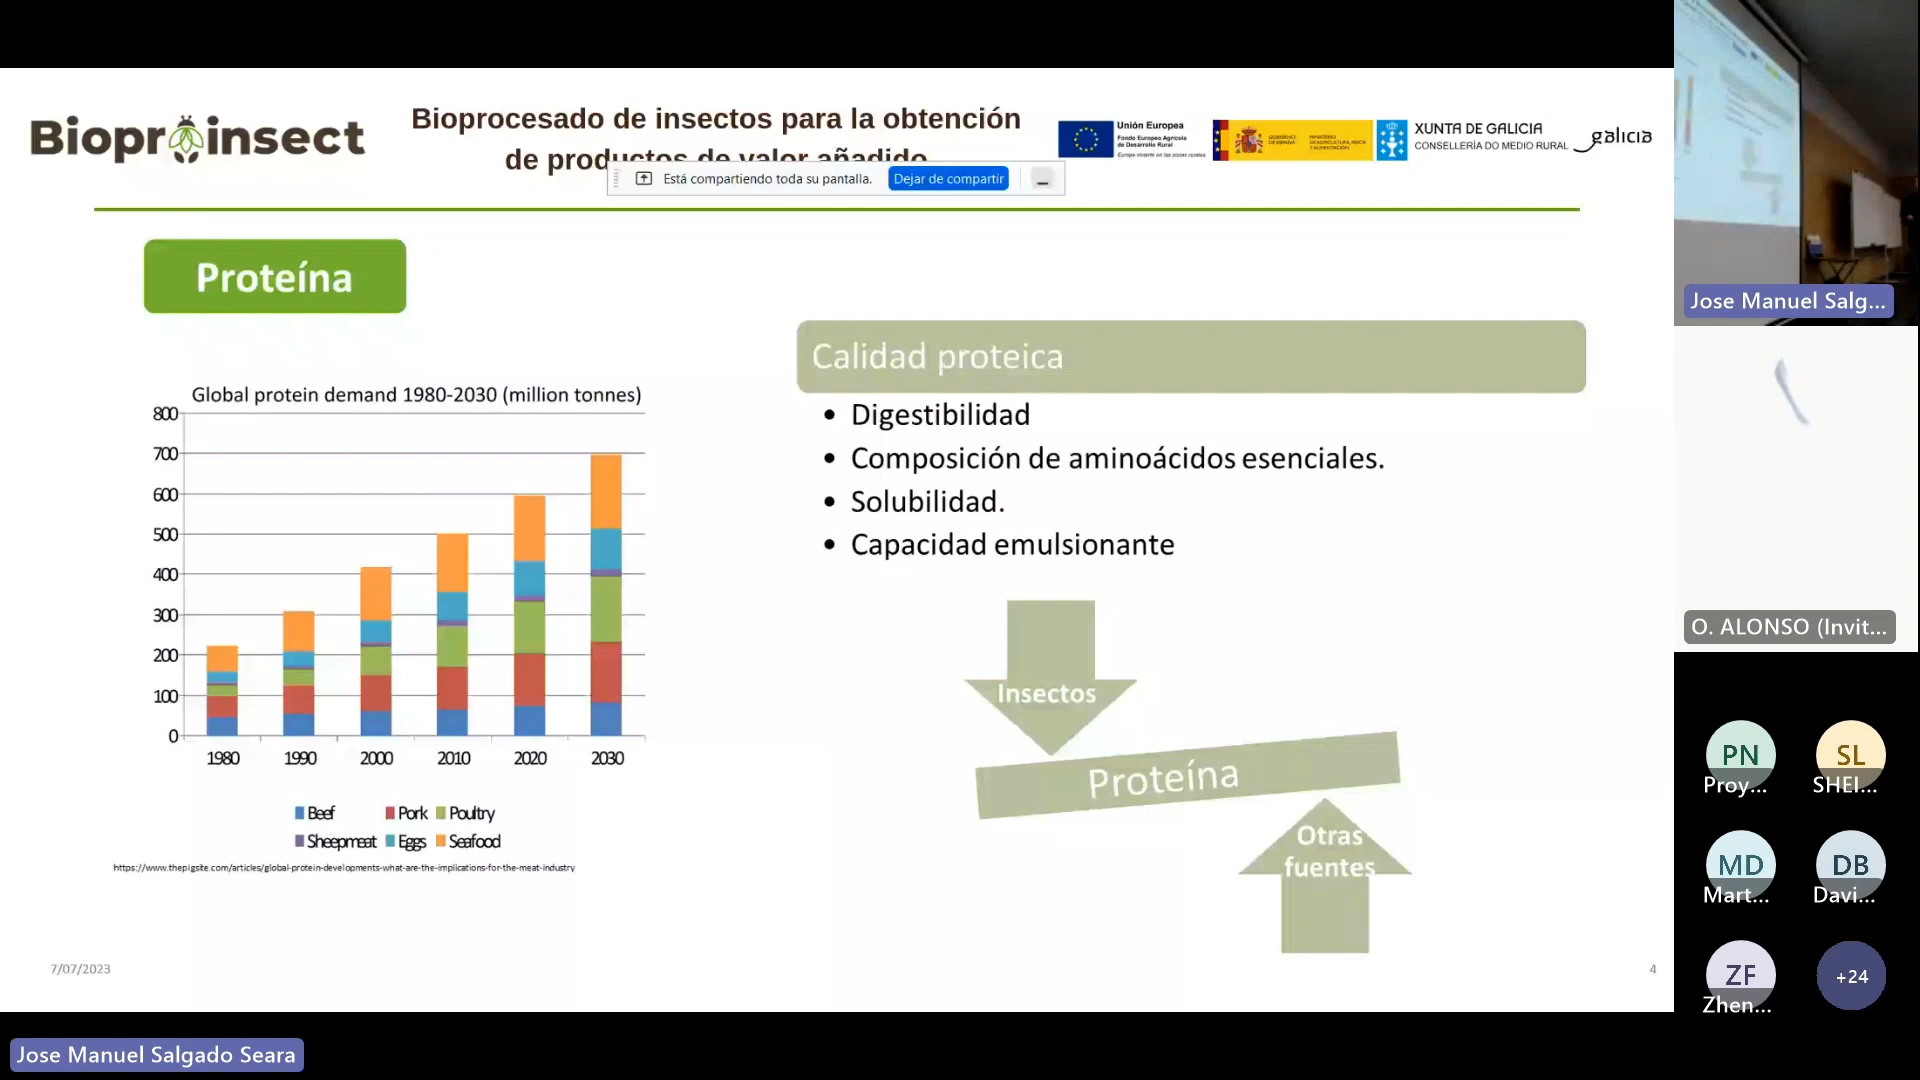 Bioproinsect
Bioprocesado de insectos para la obtención
de productos de valor añadido
Unión Europea
Fondo Europeo Agrícola
de Desarrollo Rural
Europe invierte en las zonas rurales
GOBIERNO
DE ESPAÑA
MINISTERIO
DE AGRICULTURA, PESCA
Y ALIMENTACIÓN
XUNTA DE GALICIA
CONSELLERÍA DO MEDIO RURAL
galicia
Está compartiendo toda su pantalla.
Dejar de compartir
Proteína
Global protein demand 1980-2030 (million tonnes)
800
700
600
500
400
300
200
100
0
1980 1990 2000 2010 2020 2030
Beef Pork Poultry
Sheepmeat Eggs Seafood
https://www.thepigsite.com/articles/global-protein-developments-what-are-the-implications-for-the-meat-industry
Calidad proteica
• Digestibilidad
• Composición de aminoácidos esenciales.
• Solubilidad.
• Capacidad emulsionante
Insectos
Proteína
Otras
fuentes
7/07/2023
4
Jose Manuel Salgado Seara
Jose Manuel Salg...
O. ALONSO (Invit...
PN
Proy...
SL
SHEI...
MD
Mart...
DB
Davi...
ZF
Zhen...
+24